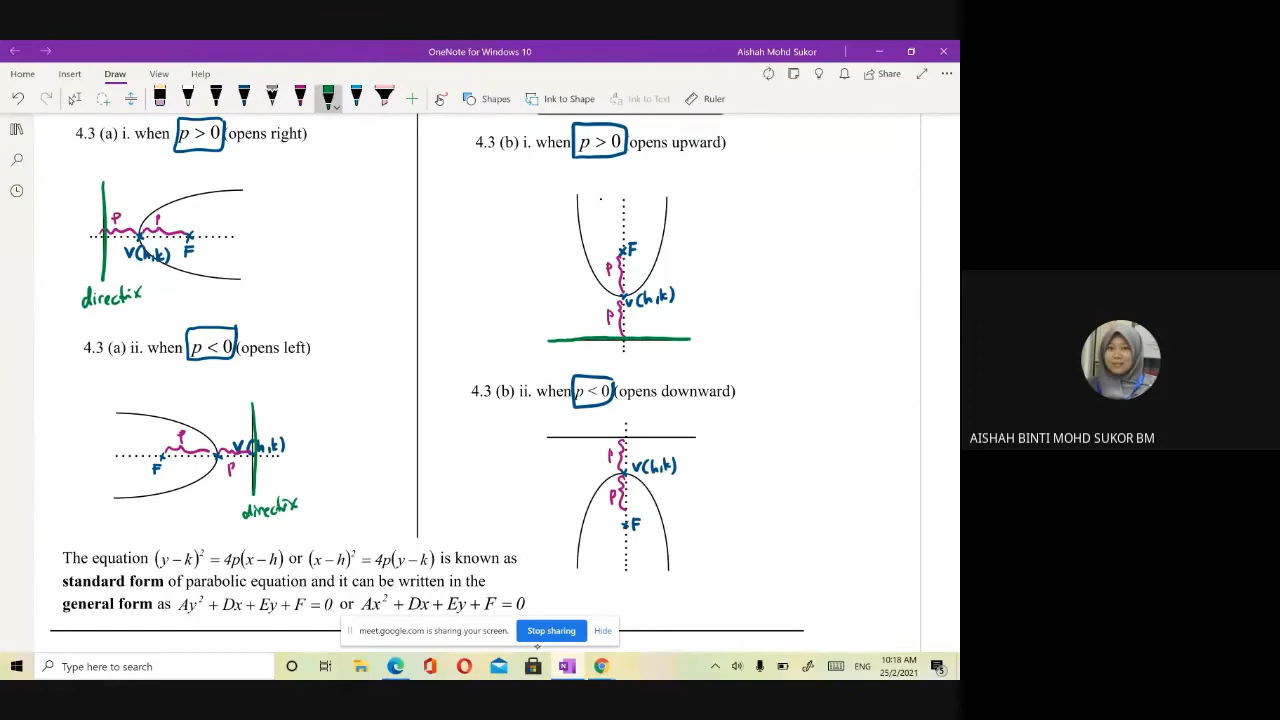 OneNote for Windows 10
Aishah Mohd Sukor
Home Insert Draw View Help
Share
Shapes Ink to Shape Ink to Text Ruler
4.3 (a) i. when p > 0 (opens right)
P P
V(h,k) F
directrix
4.3 (a) ii. when p < 0 (opens left)
P V(h,k)
F P
directrix
4.3 (b) i. when p > 0 (opens upward)
F
P
V(h,k)
P
4.3 (b) ii. when p < 0 (opens downward)
P
V(h,k)
P
F
The equation (y − k)² = 4p(x − h) or (x − h)² = 4p(y − k) is known as
standard form of parabolic equation and it can be written in the
general form as Ay² + Dx + Ey + F = 0 or Ax² + Dx + Ey + F = 0
meet.google.com is sharing your screen. Stop sharing Hide
Type here to search
ENG
10:18 AM
25/2/2021
5
AISHAH BINTI MOHD SUKOR BM